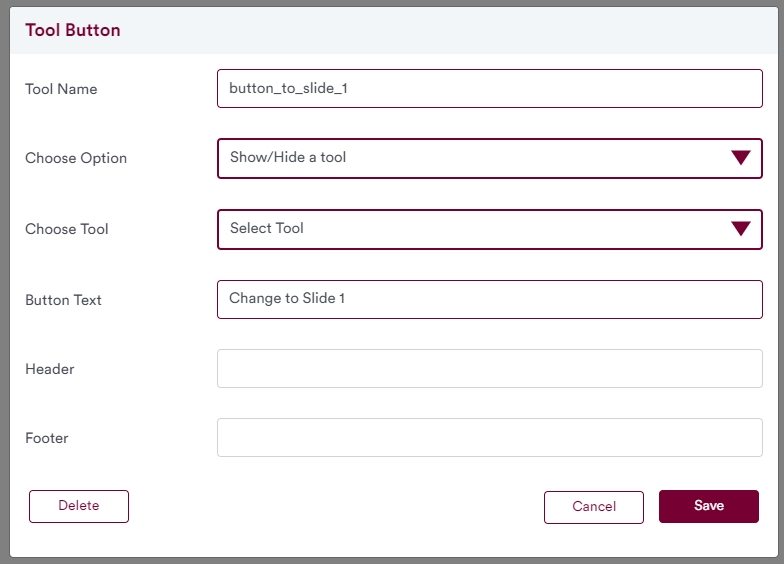 Tool Button
Tool Name
button_to_slide_1
Choose Option
Show/Hide a tool
Choose Tool
Select Tool
Button Text
Change to Slide 1
Header
Footer
Delete
Cancel
Save